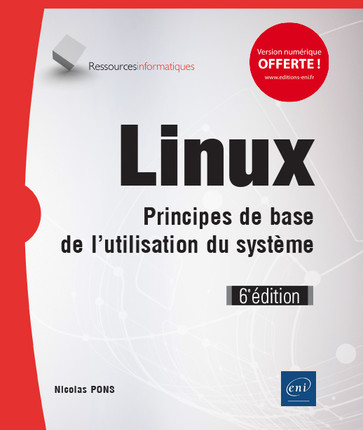 Ressourcesinformatiques
Version numérique
OFFERTE !
www.editions-eni.fr
Linux
Principes de base
de l'utilisation du système
6e édition
Nicolas PONS
eni